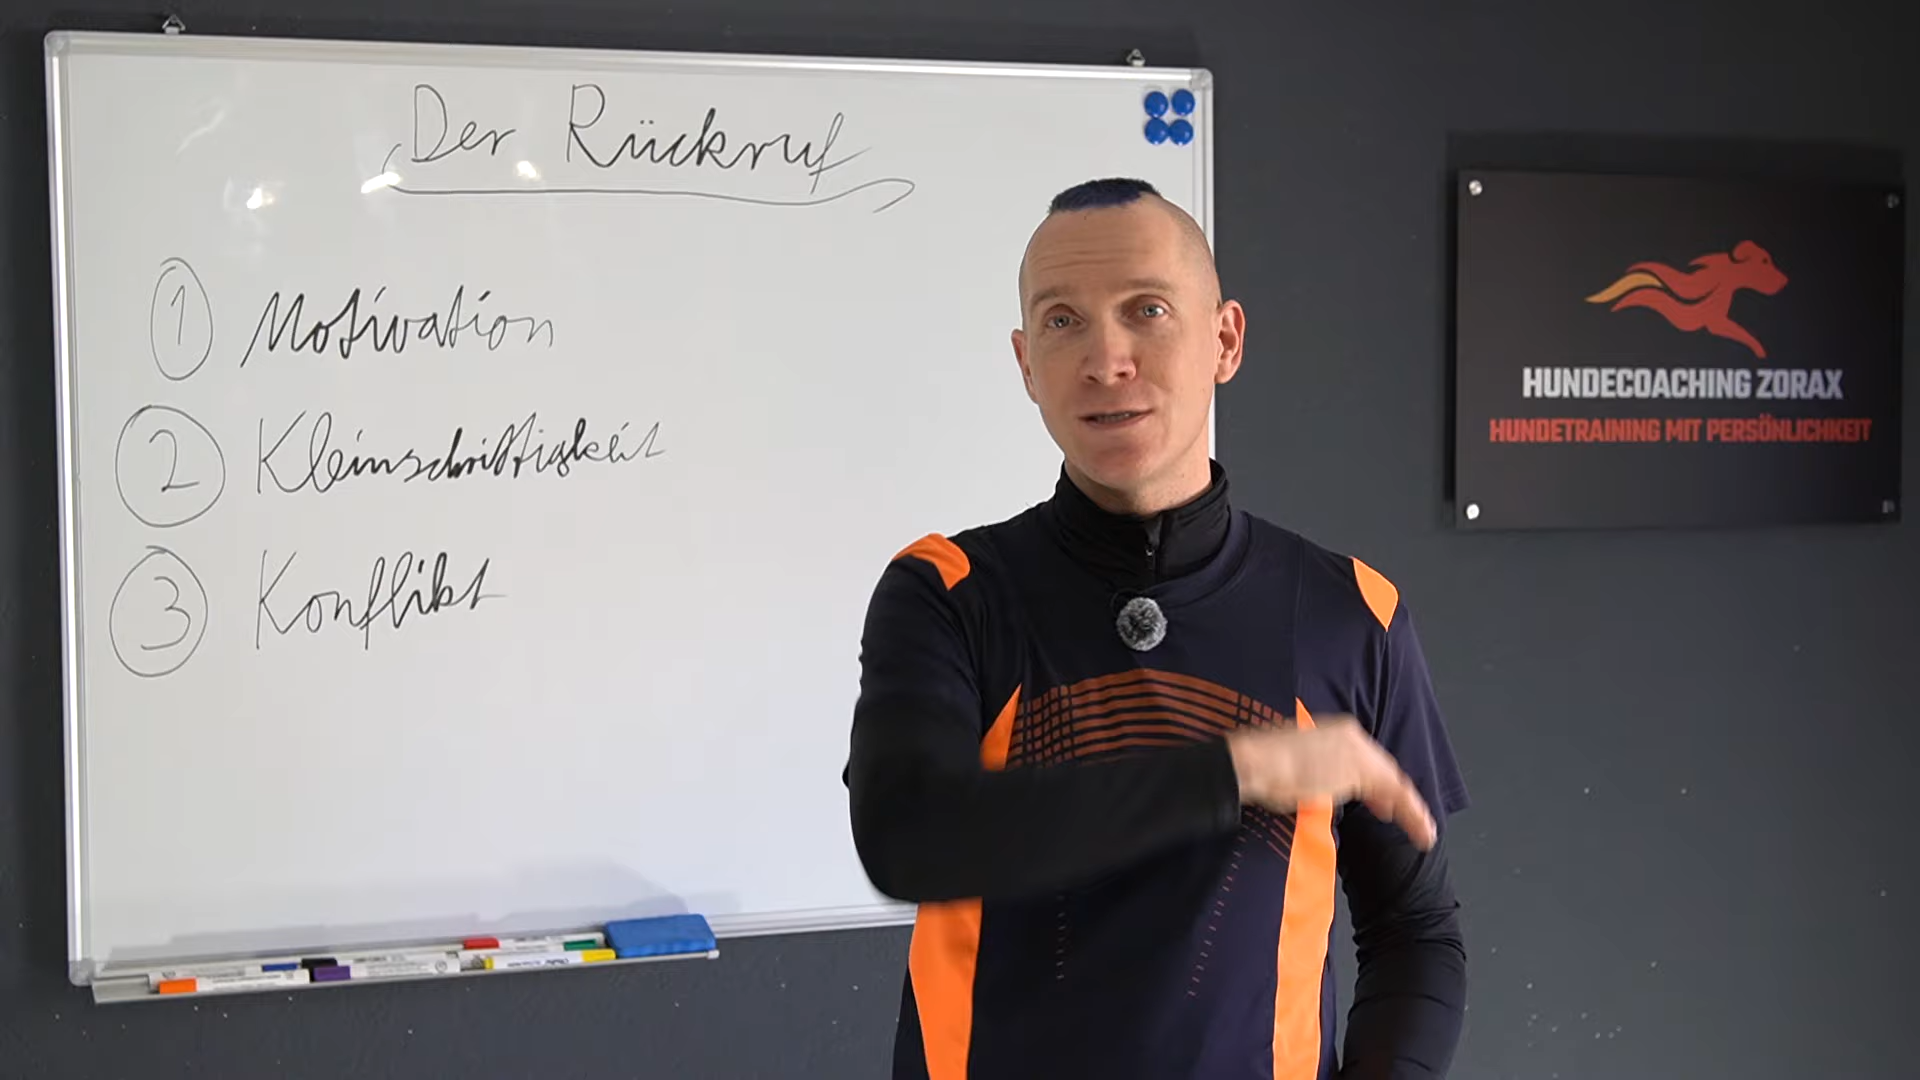 Der Rückruf
1 Motivation
2 Kleinschrittigkeit
3 Konflikt
HUNDECOACHING ZORAX
HUNDETRAINING MIT PERSÖNLICHKEIT